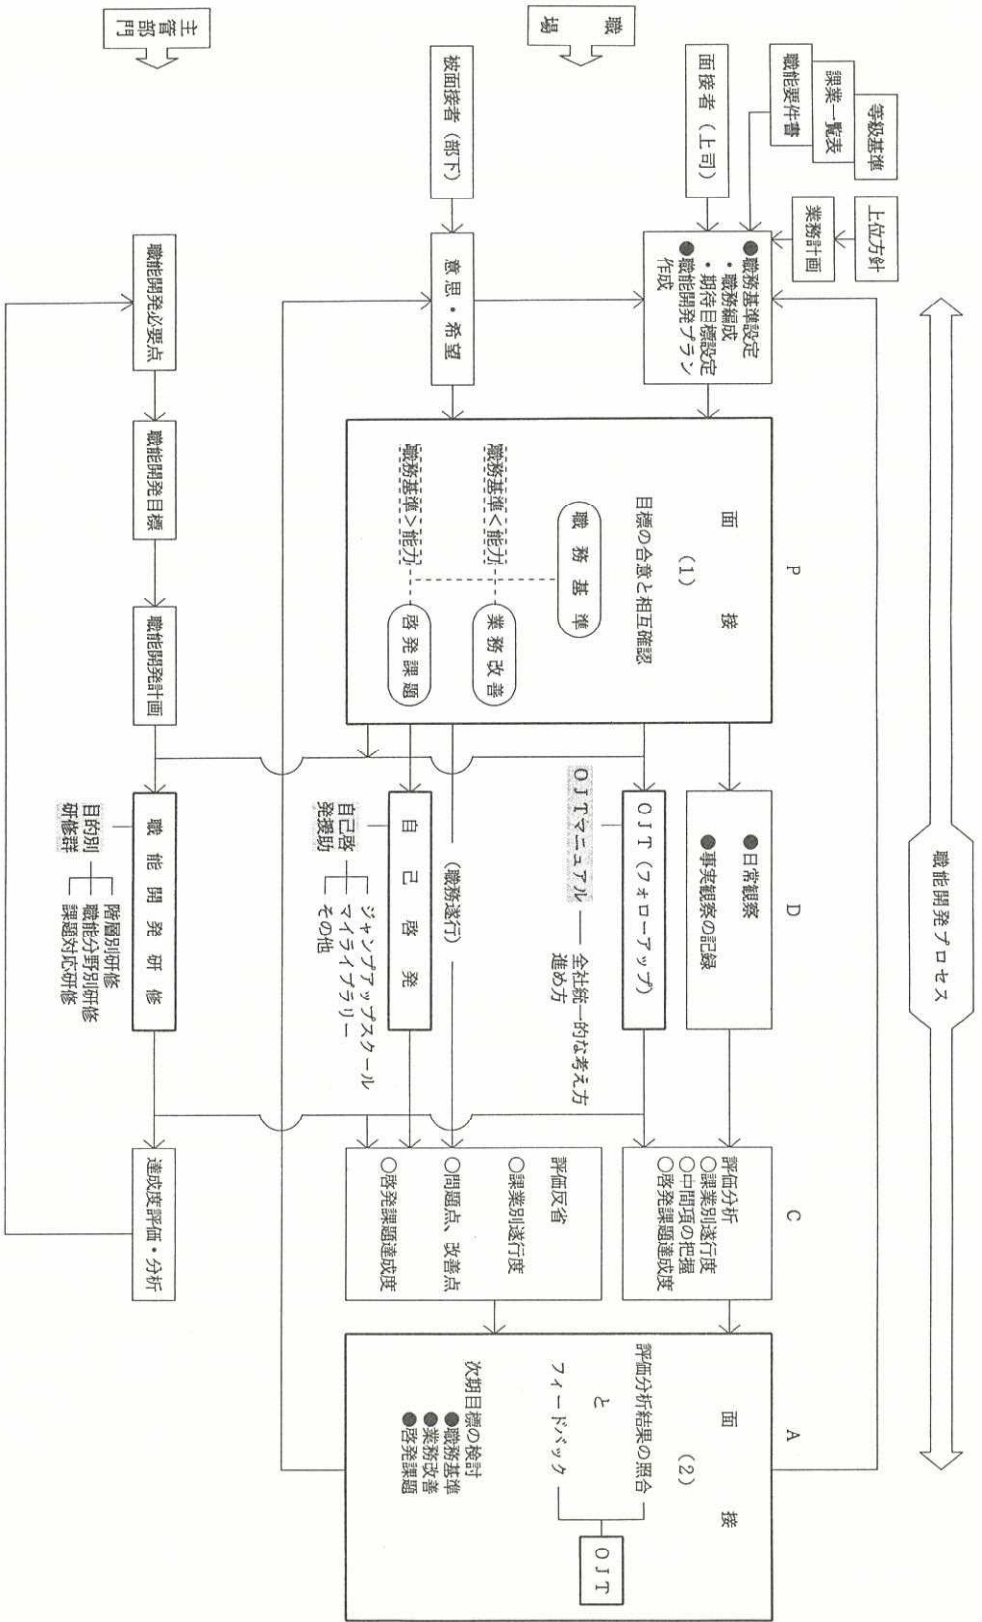 職能開発プロセス
P
D
C
A
職場
主管部門
等級基準
課業一覧表
職能要件書
上位方針
業務計画
面接者（上司）
●職務基準設定
・職務編成
・期待目標設定
●職能開発プラン
作成
被面接者（部下）
意思・希望
面接
（1）
目標の合意と相互確認
職務基準
職務基準＜能力
業務改善
職務基準＞能力
啓発課題
●日常観察
●事実観察の記録
OJT（フォローアップ）
OJTマニュアル
全社統一的な考え方
進め方
（職務遂行）
自己啓発
自己啓
発援助
ジャンプアップスクール
マイライブラリー
その他
評価分析
○課業別遂行度
○中間項の把握
○啓発課題達成度
評価反省
○課業別遂行度
○問題点、改善点
○啓発課題達成度
面接
（2）
評価分析結果の照合
と
フィードバック
OJT
次期目標の検討
●職務基準
●業務改善
●啓発課題
職能開発必要点
職能開発目標
職能開発計画
職能開発研修
目的別
研修群
階層別研修
職能分野別研修
課題対応研修
達成度評価・分析